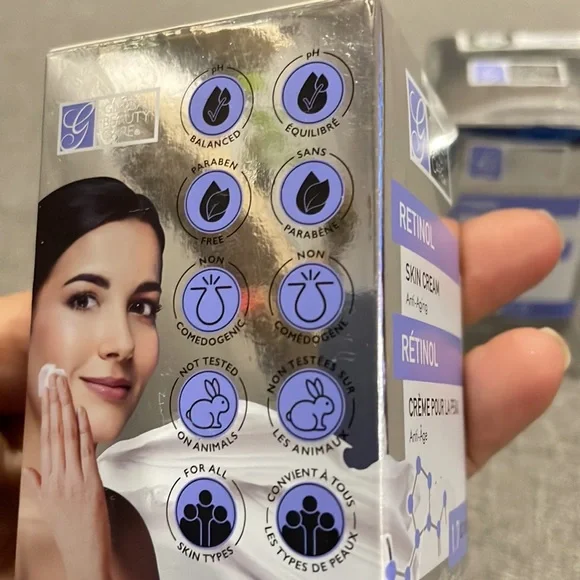 G
BEAUTY
CARE
pH
BALANCED
pH
ÉQUILIBRÉ
PARABEN
FREE
SANS
PARABÈNE
NON
COMEDOGENIC
NON
COMÉDOGÈNE
NOT TESTED
ON ANIMALS
NON TESTÉES SUR
LES ANIMAUX
FOR ALL
SKIN TYPES
CONVIENT À TOUS
LES TYPES DE PEAUX
G
RETINOL
SKIN CREAM
Anti-Aging
RÉTINOL
CRÈME POUR LA PEAU
Anti-Âge